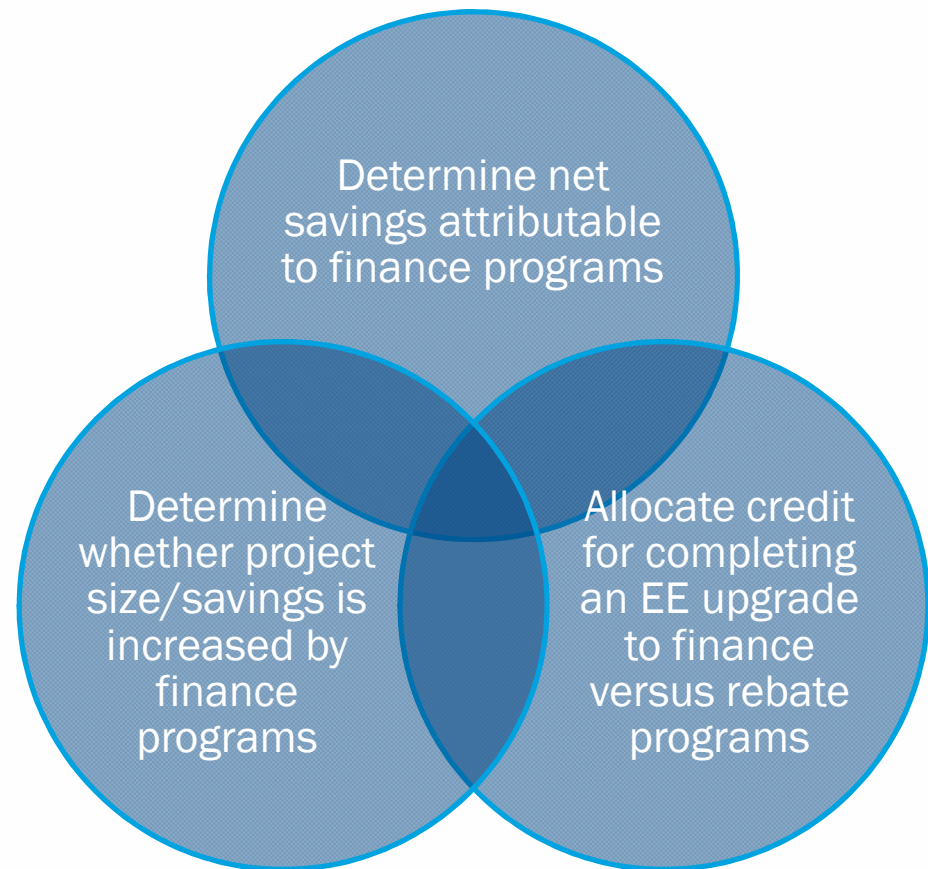 Determine net
savings attributable
to finance programs
Determine
whether project
size/savings is
increased by
finance
programs
Allocate credit
for completing
an EE upgrade
to finance
versus rebate
programs